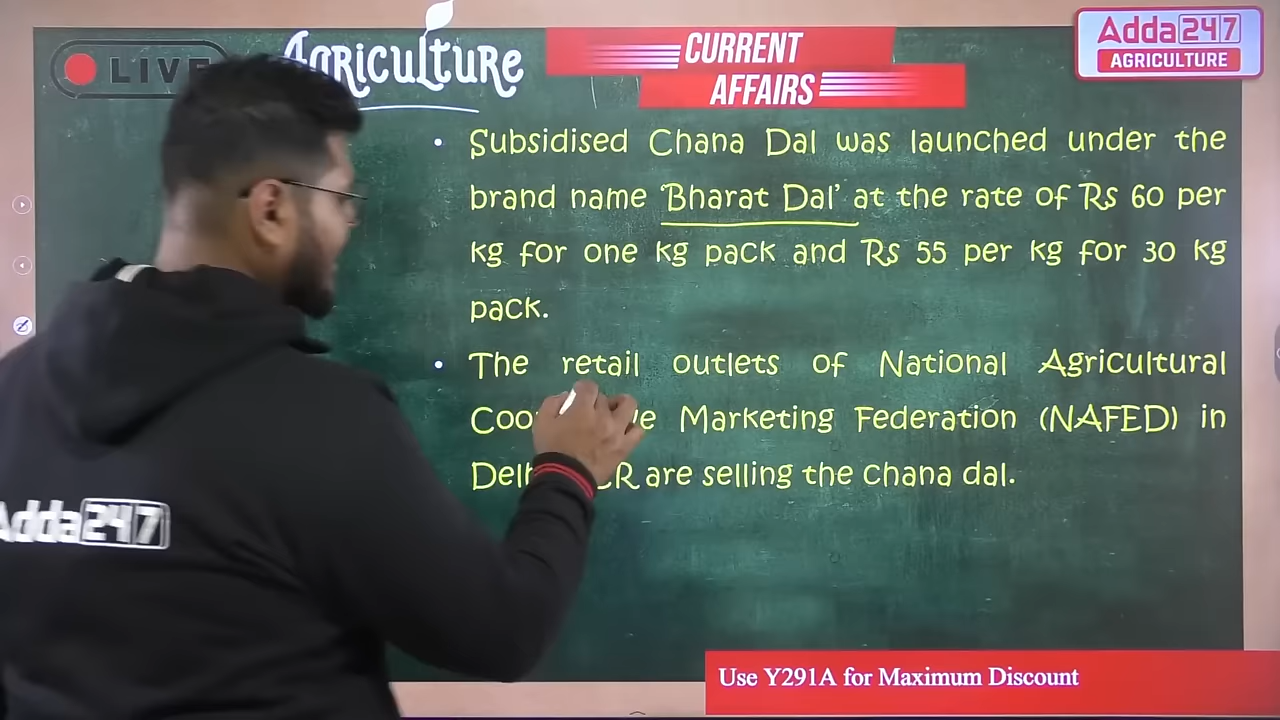 LIVE
AGRICULTURE
CURRENT
AFFAIRS
Adda247
AGRICULTURE
• Subsidised Chana Dal was launched under the
brand name 'Bharat Dal' at the rate of Rs 60 per
kg for one kg pack and Rs 55 per kg for 30 kg
pack.
• The retail outlets of National Agricultural
Marketing Federation (NAFED) in
are selling the chana dal.
Adda247
Use Y291A for Maximum Discount